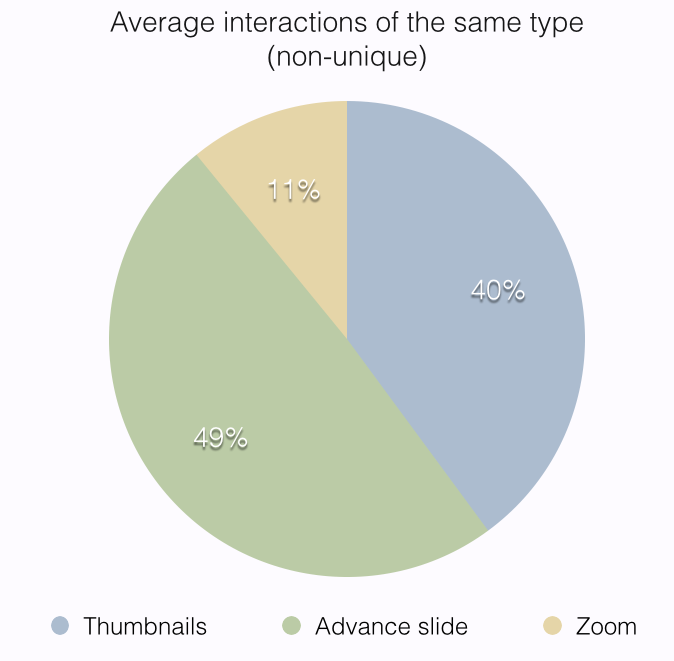 Average interactions of the same type
(non-unique)
11%
40%
49%
Thumbnails Advance slide Zoom